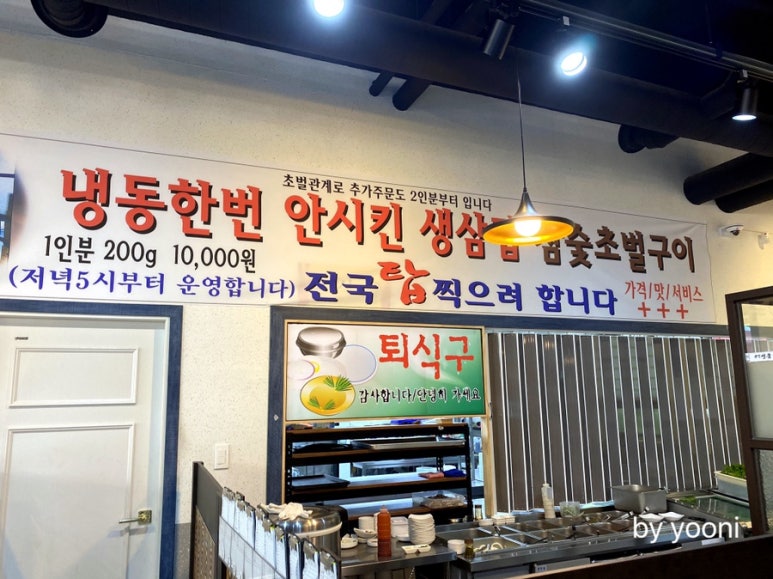 초벌관계로 추가주문도 2인분부터 입니다
냉동한번 안시킨 생삼 숯초벌구이
1인분 200g 10,000원
(저녁5시부터 운영합니다) 전국 탑 찍으려 합니다
가격/맛/서비스
+ + +
퇴식구
감사합니다/안녕히 가세요
by yooni